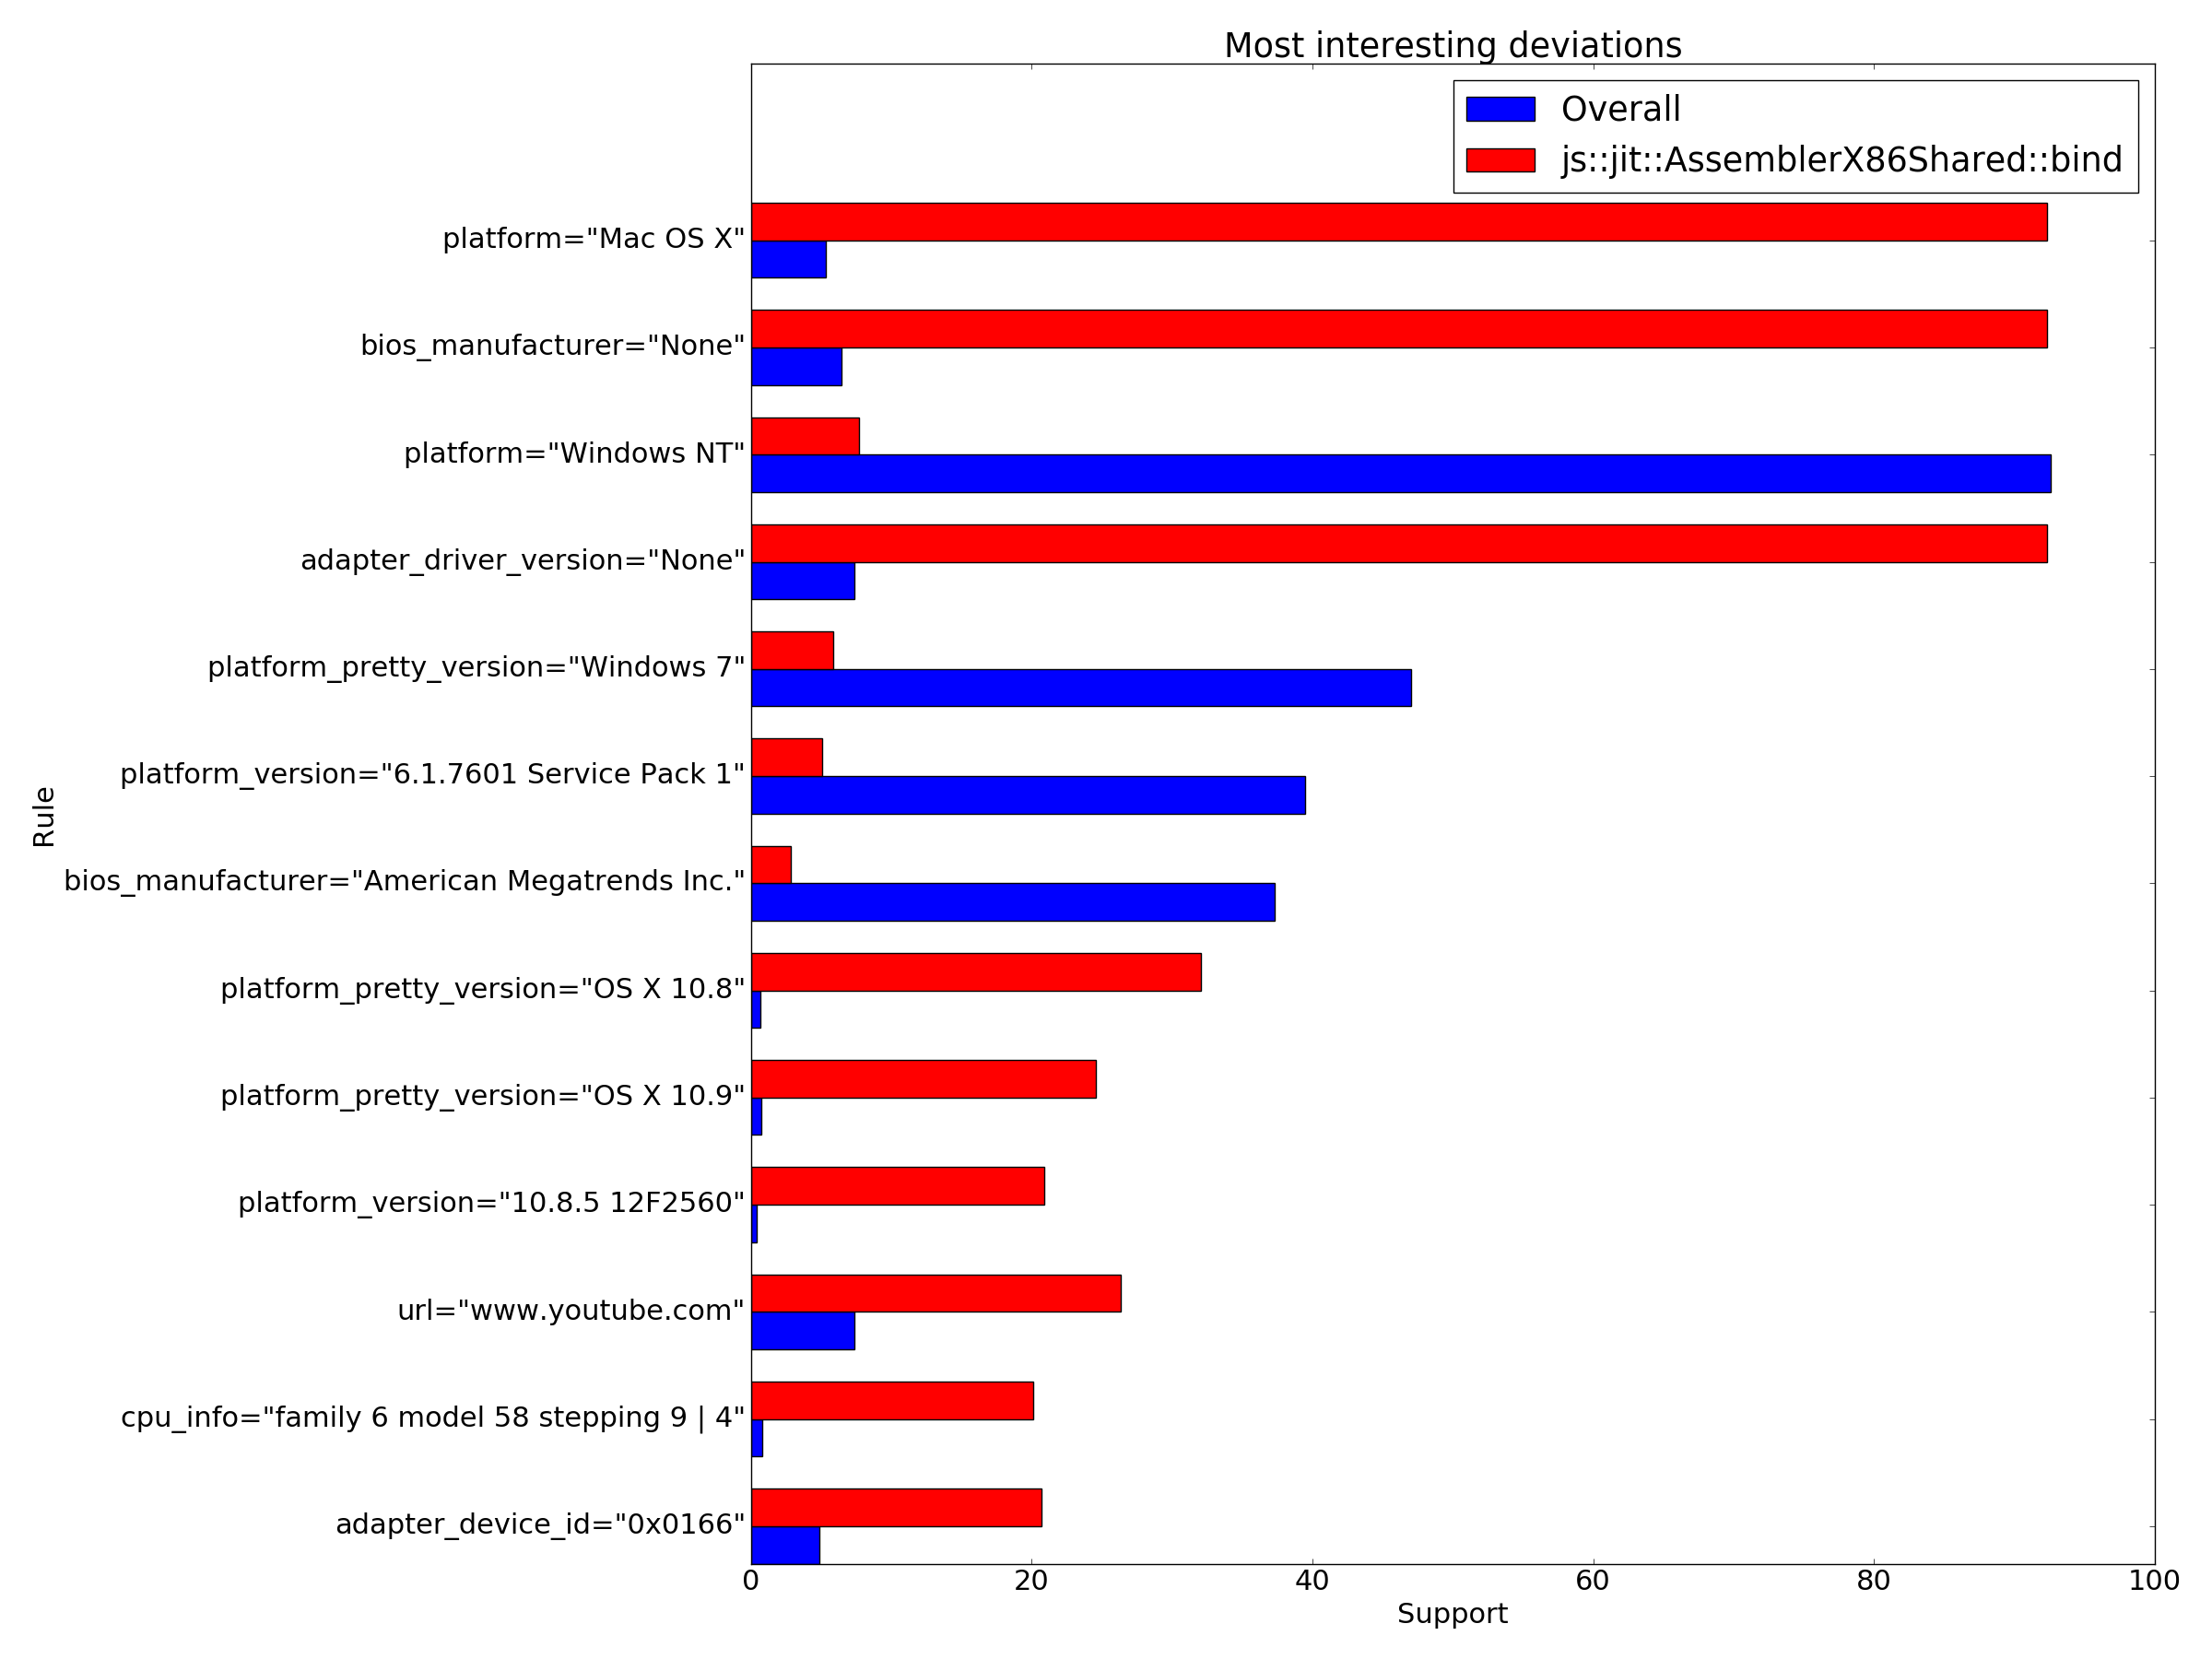 Most interesting deviations
Overall
js::jit::AssemblerX86Shared::bind
platform="Mac OS X"
bios_manufacturer="None"
platform="Windows NT"
adapter_driver_version="None"
platform_pretty_version="Windows 7"
platform_version="6.1.7601 Service Pack 1"
bios_manufacturer="American Megatrends Inc."
platform_pretty_version="OS X 10.8"
platform_pretty_version="OS X 10.9"
platform_version="10.8.5 12F2560"
url="www.youtube.com"
cpu_info="family 6 model 58 stepping 9 | 4"
adapter_device_id="0x0166"
Rule
0 20 40 60 80 100
Support